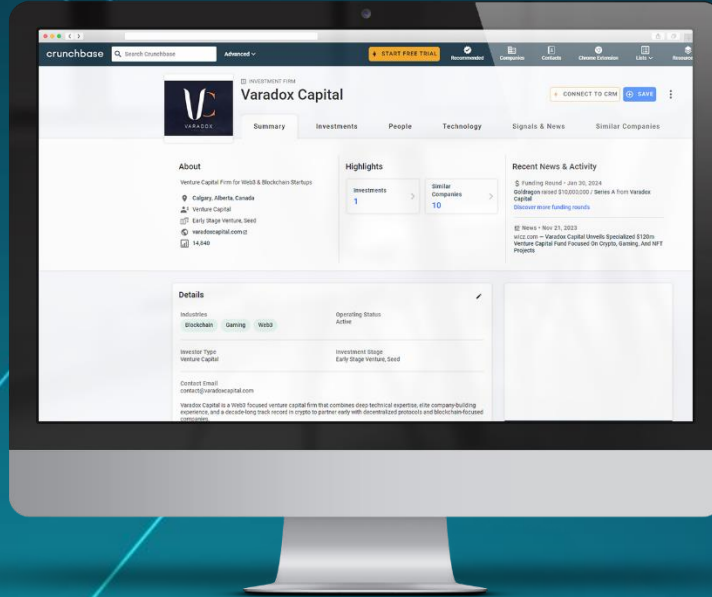 crunchbase
Search Crunchbase
Advanced
START FREE TRIAL
Recommended
Companies
Contacts
Chrome Extension
Lists
Resources
VC
VARADOX
INVESTMENT FIRM
Varadox Capital
CONNECT TO CRM
SAVE
Summary
Investments
People
Technology
Signals & News
Similar Companies
About
Venture Capital Firm for Web3 & Blockchain Startups
Calgary, Alberta, Canada
Venture Capital
Early Stage Venture, Seed
varadoxcapital.com
14,840
Highlights
Investments
1
Similar
Companies
10
Recent News & Activity
Funding Round • Jan 30, 2024
Goldragon raised $10,000,000 / Series A from Varadox
Capital
Discover more funding rounds
News • Nov 21, 2023
wicz.com — Varadox Capital Unveils Specialized $120m
Venture Capital Fund Focused On Crypto, Gaming, And NFT
Projects
Details
Industries
Blockchain
Gaming
Web3
Operating Status
Active
Investor Type
Venture Capital
Investment Stage
Early Stage Venture, Seed
Contact Email
contact@varadoxcapital.com
Varadox Capital is a Web3 focused venture capital firm that combines deep technical expertise, elite company-building
experience, and a decade-long track record in crypto to partner early with decentralized protocols and blockchain-focused
companies.